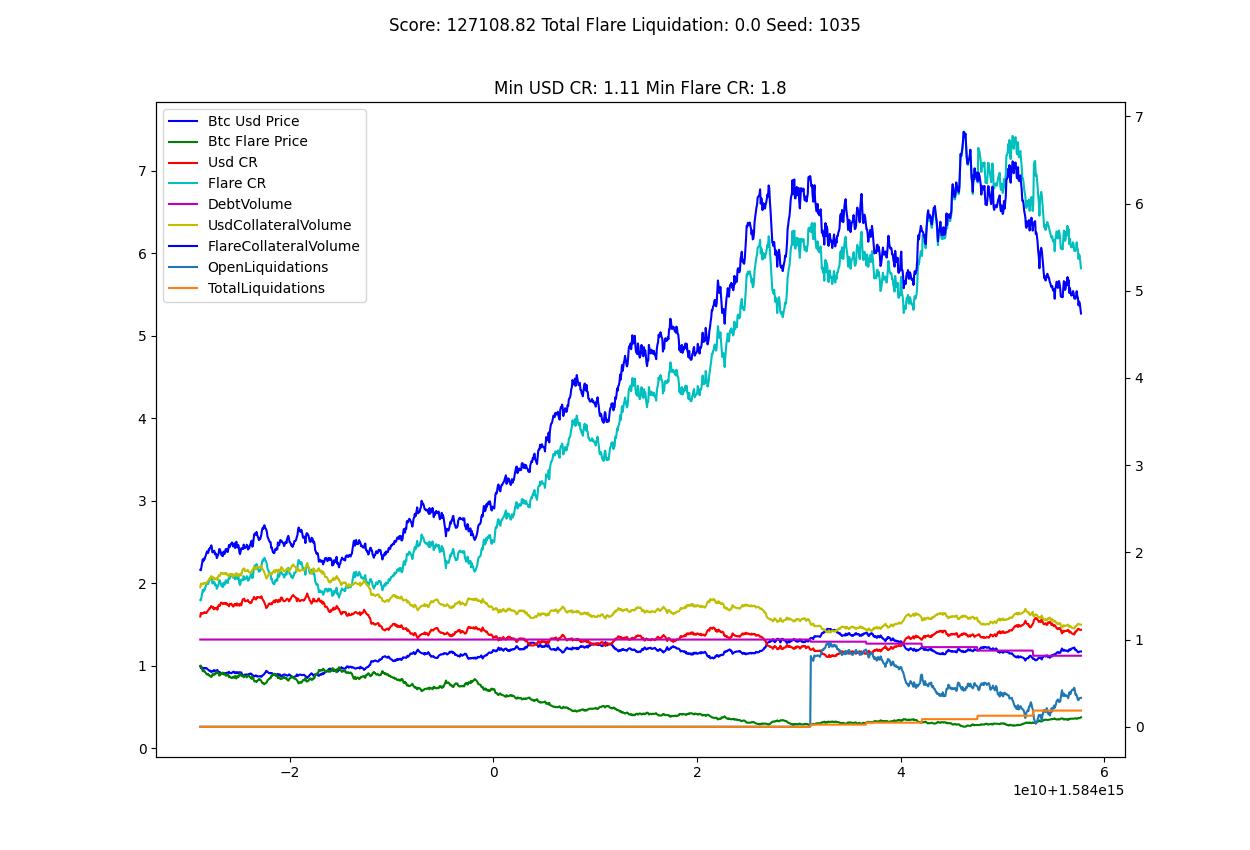 Score: 127108.82 Total Flare Liquidation: 0.0 Seed: 1035
Min USD CR: 1.11 Min Flare CR: 1.8
Btc Usd Price
Btc Flare Price
Usd CR
Flare CR
DebtVolume
UsdCollateralVolume
FlareCollateralVolume
OpenLiquidations
TotalLiquidations
7
6
5
4
3
2
1
0
7
6
5
4
3
2
1
0
−2
0
2
4
6
1e10+1.584e15